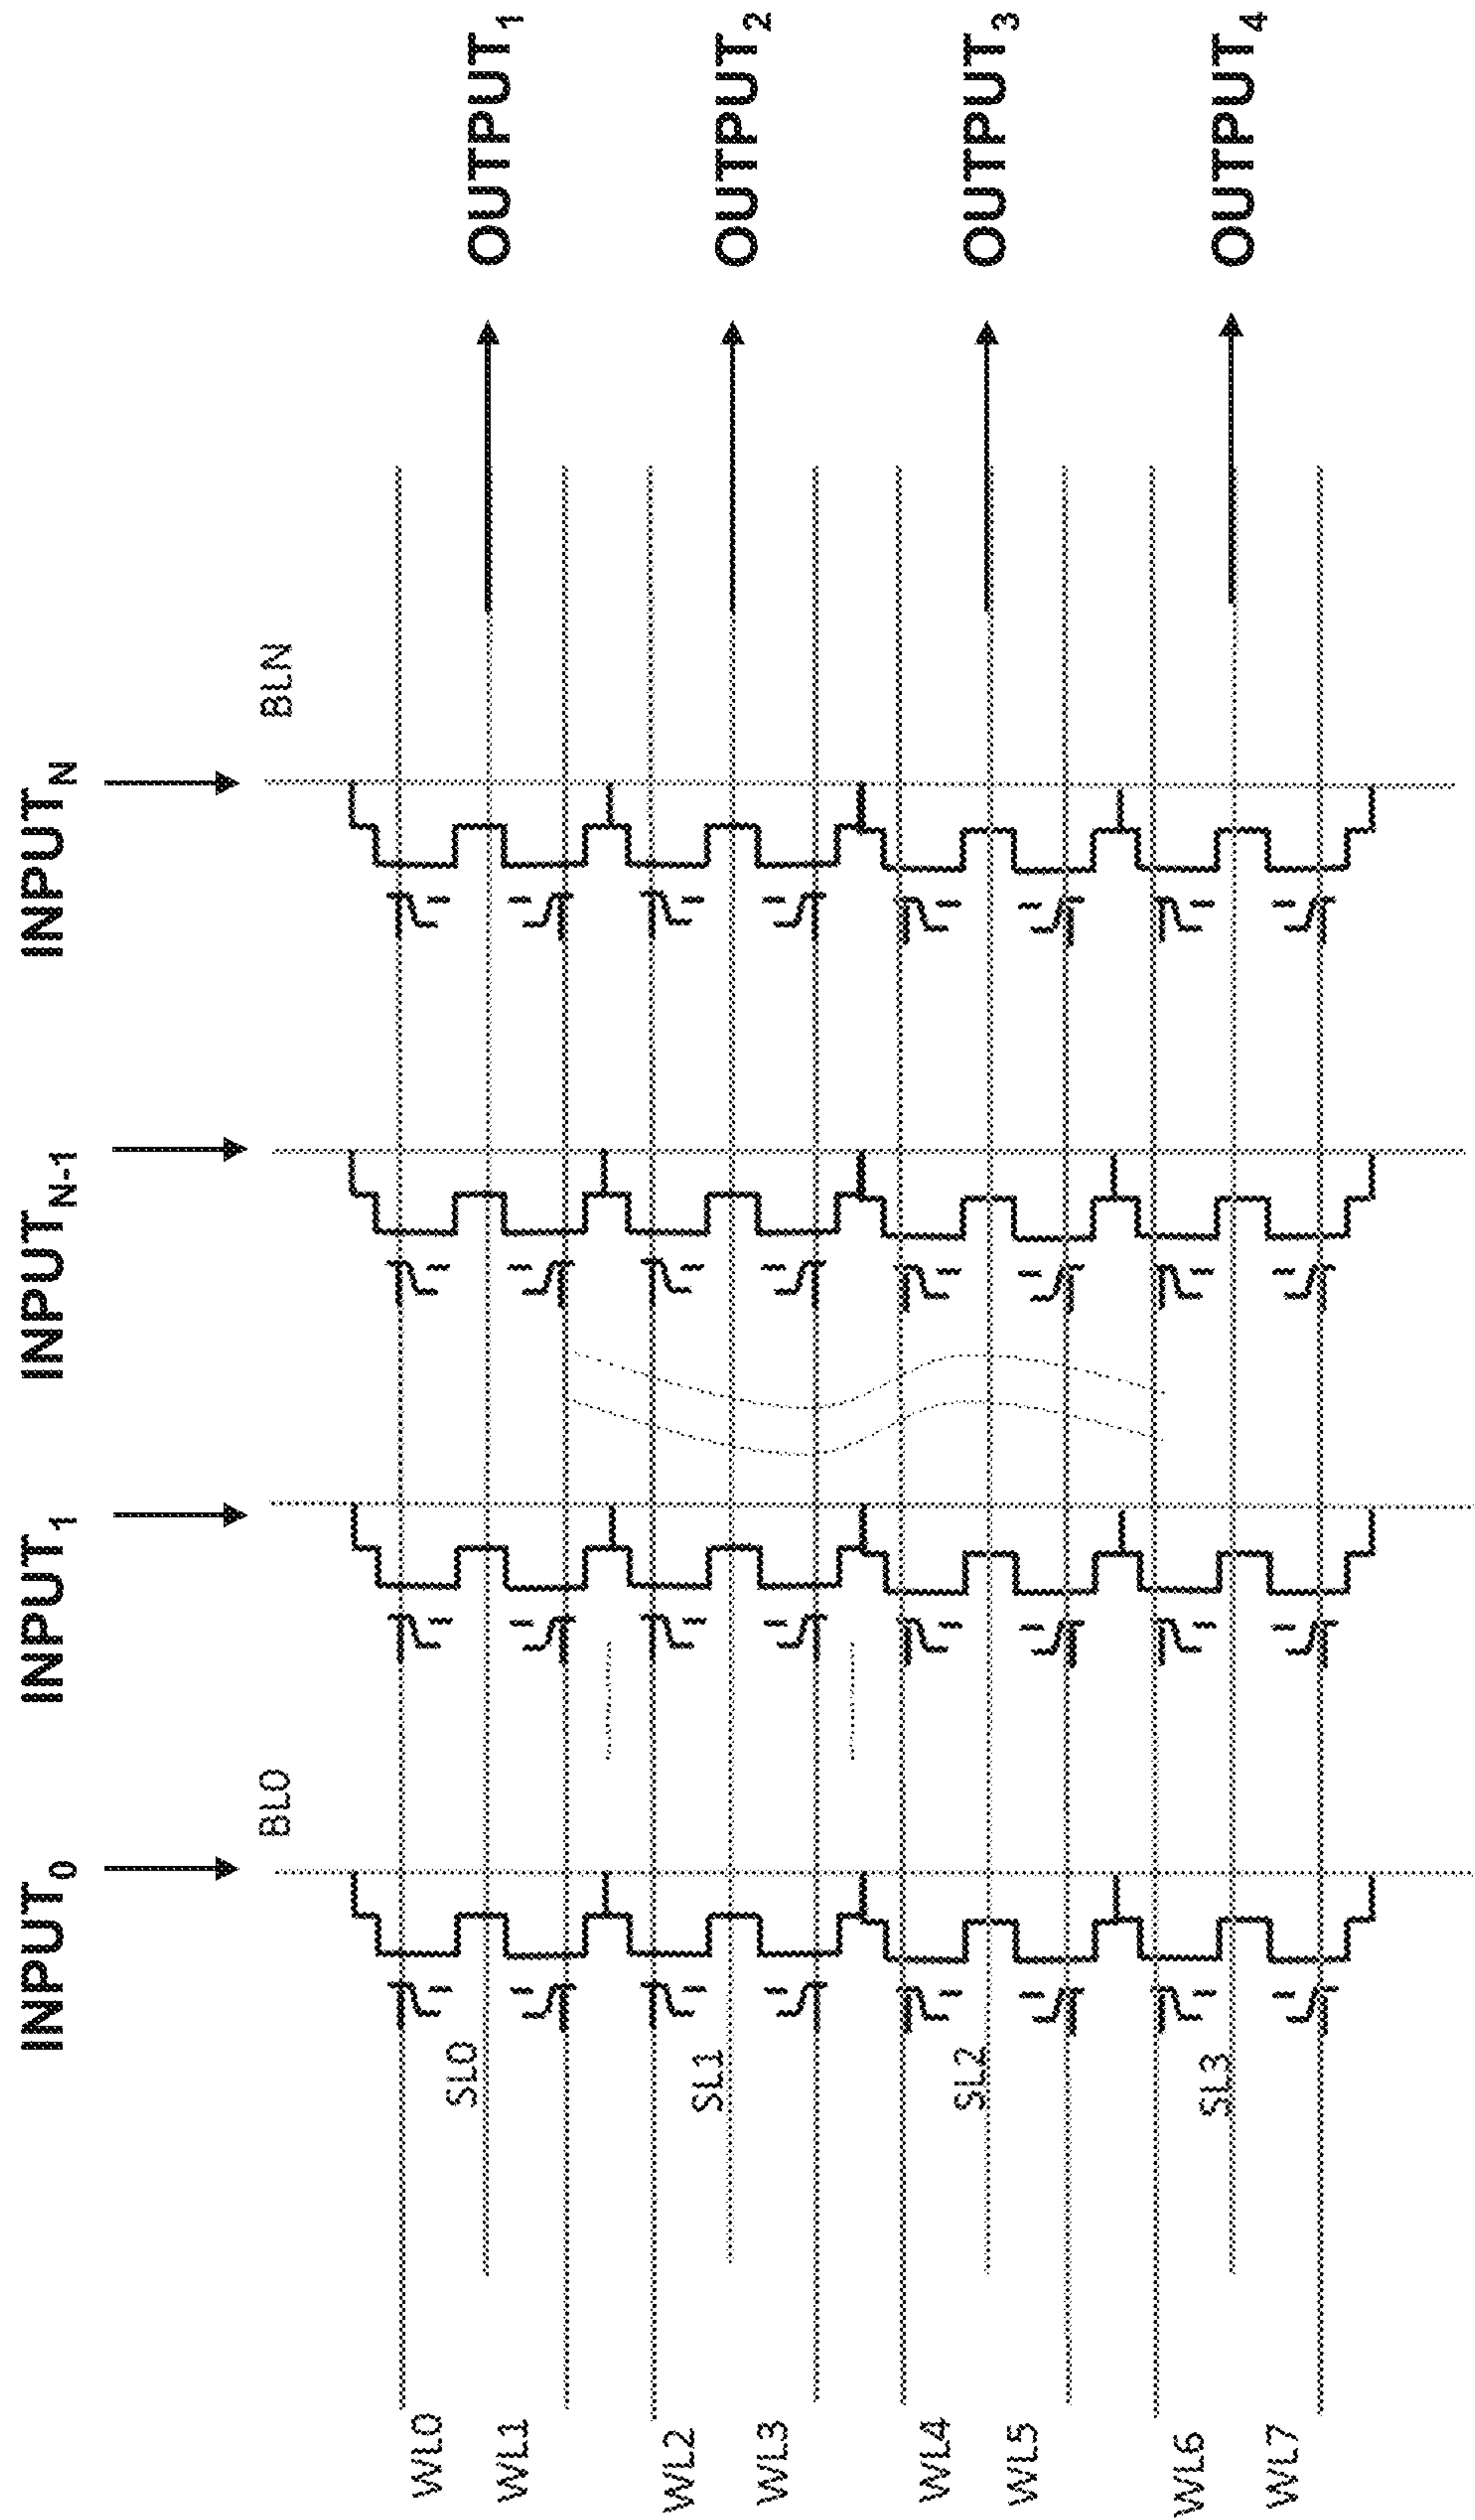 INPUT0 INPUT1 INPUTN-1 INPUTN
BL0 BLN
WL0
SL0
OUTPUT1
WL1
WL2
SL1
OUTPUT2
WL3
WL4
SL2
OUTPUT3
WL5
WL6
SL3
OUTPUT4
WL7